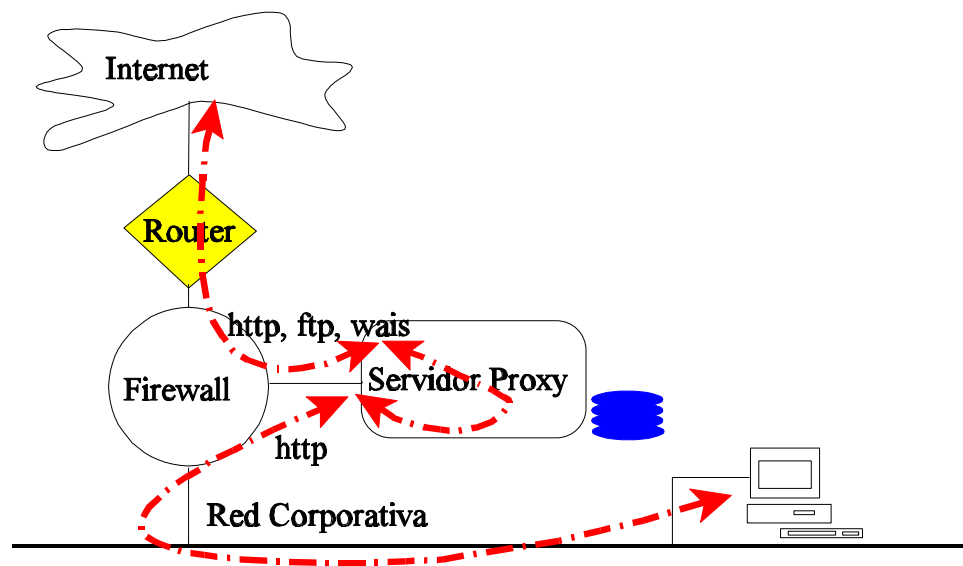 Internet
Router
http, ftp, wais
Servidor Proxy
Firewall
http
Red Corporativa